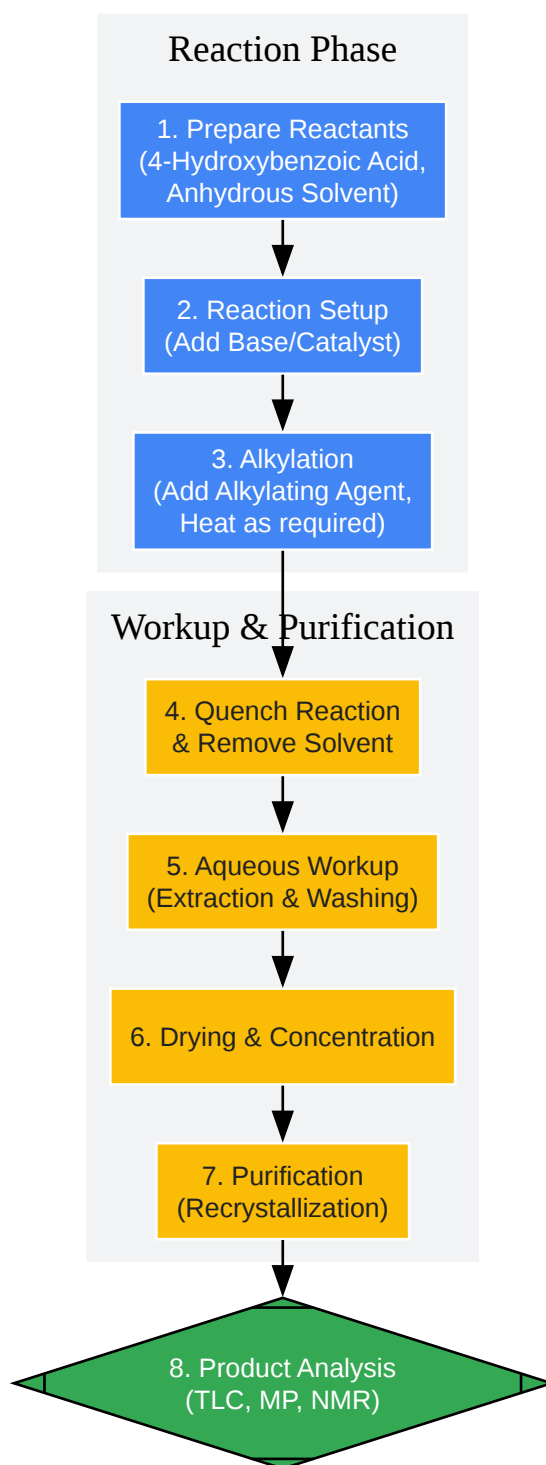 Reaction Phase
1. Prepare Reactants
(4-Hydroxybenzoic Acid,
Anhydrous Solvent)
2. Reaction Setup
(Add Base/Catalyst)
3. Alkylation
(Add Alkylating Agent,
Heat as required)
Workup & Purification
4. Quench Reaction
& Remove Solvent
5. Aqueous Workup
(Extraction & Washing)
6. Drying & Concentration
7. Purification
(Recrystallization)
8. Product Analysis
(TLC, MP, NMR)